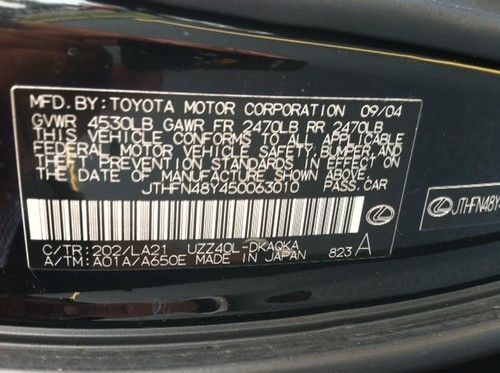 MFD. BY: TOYOTA MOTOR CORPORATION 09/04
GVWR 4530LB GAWR FR 2470LB RR 2470LB
THIS VEHICLE CONFORMS TO ALL APPLICABLE
FEDERAL MOTOR VEHICLE SAFETY, BUMPER, AND
THEFT PREVENTION STANDARDS IN EFFECT ON
THE DATE OF MANUFACTURE SHOWN ABOVE.
JTHFN48Y450063010 PASS. CAR
C/TR: 202/LA21 UZZ40L-DKAQKA
A/TM: A01A/A650E MADE IN JAPAN 823 A
JTHFN48Y